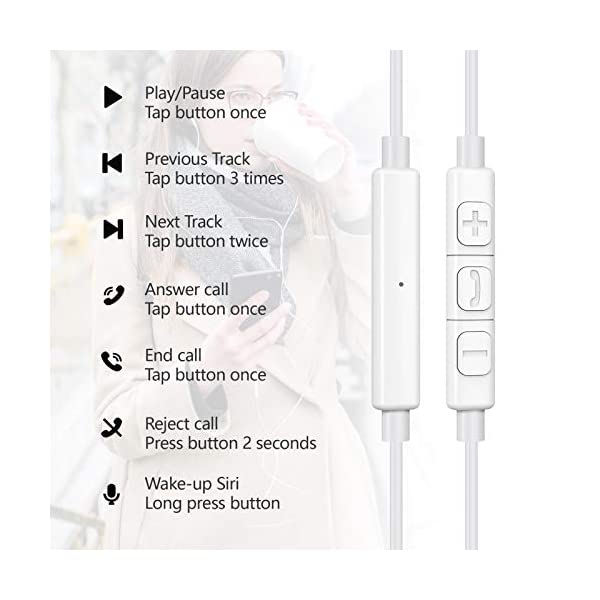 Play/Pause
Tap button once
Previous Track
Tap button 3 times
Next Track
Tap button twice
Answer call
Tap button once
End call
Tap button once
Reject call
Press button 2 seconds
Wake-up Siri
Long press button